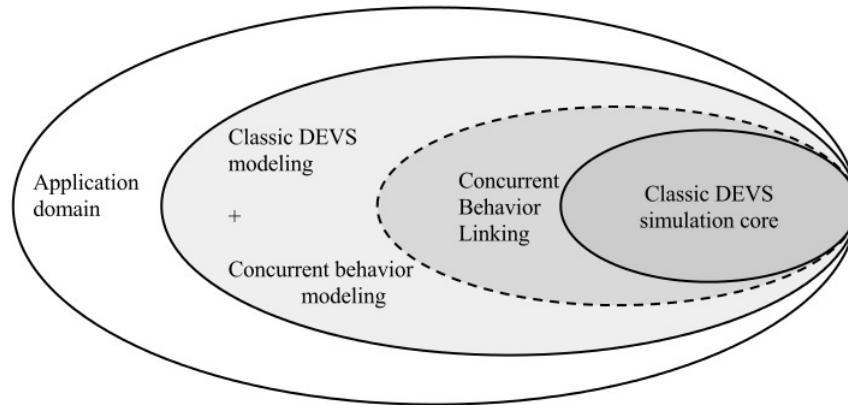 Application
domain
Classic DEVS
modeling
+
Concurrent behavior
modeling
Concurrent
Behavior
Linking
Classic DEVS
simulation core